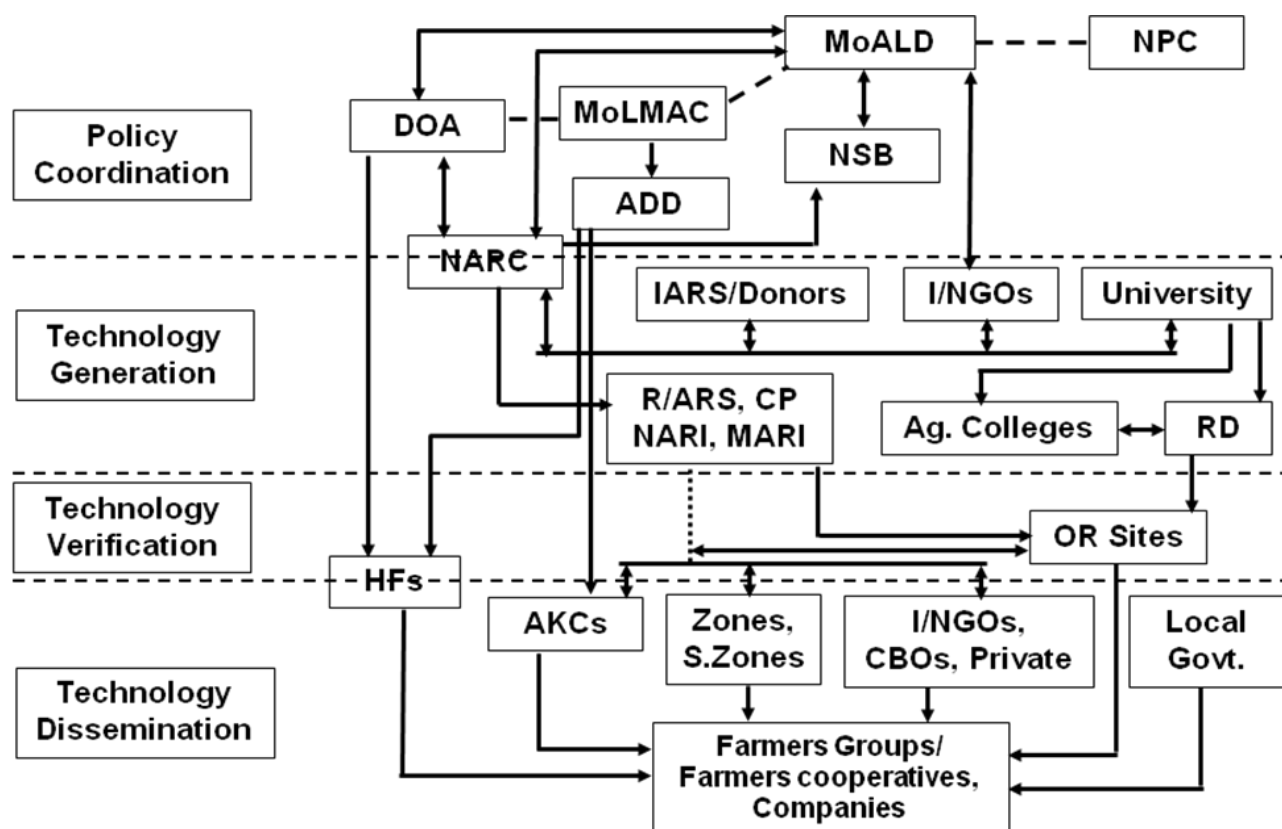 MoALD
NPC
DOA
MoLMAC
Policy
Coordination
NSB
ADD
NARC
IARS/Donors
I/NGOs
University
Technology
Generation
R/ARS, CP
NARI, MARI
Ag. Colleges
RD
Technology
Verification
OR Sites
HFs
AKCs
Zones,
S.Zones
I/NGOs,
CBOs, Private
Local
Govt.
Technology
Dissemination
Farmers Groups/
Farmers cooperatives,
Companies